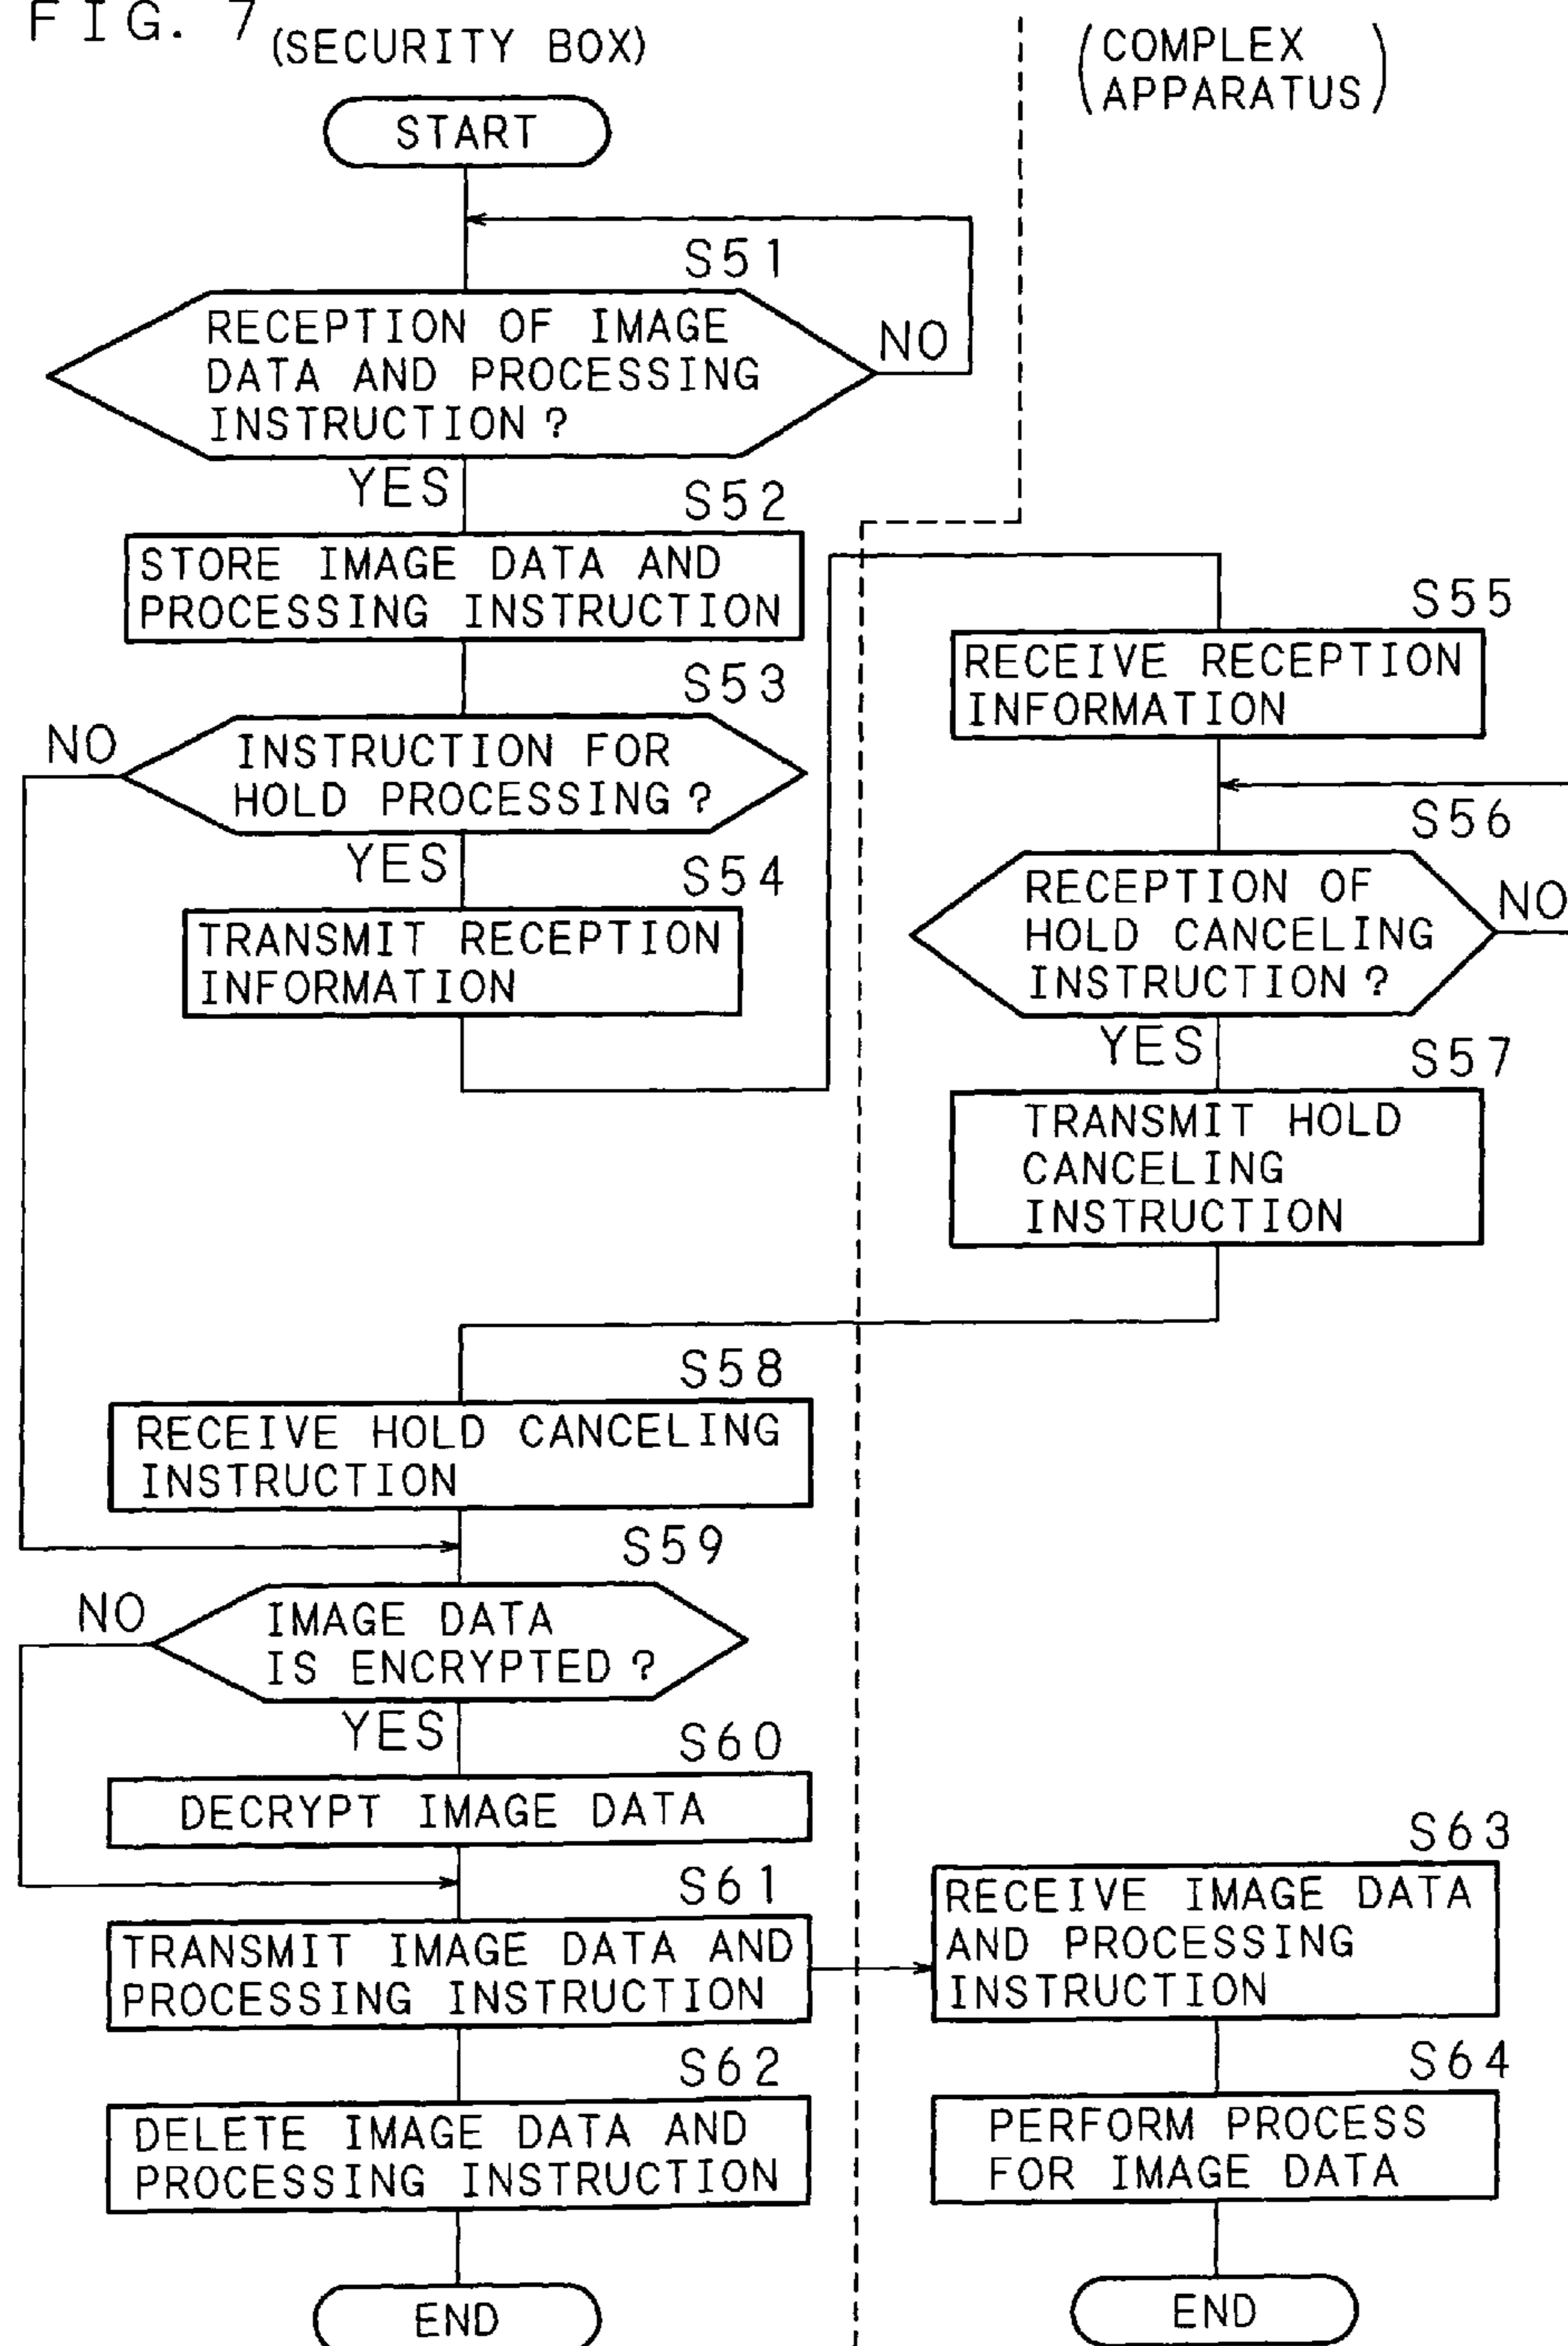 FIG. 7
(SECURITY BOX)
(COMPLEX
APPARATUS)
START
S51
RECEPTION OF IMAGE
DATA AND PROCESSING
INSTRUCTION?
NO
YES
S52
STORE IMAGE DATA AND
PROCESSING INSTRUCTION
S53
INSTRUCTION FOR
HOLD PROCESSING?
NO
YES
S54
TRANSMIT RECEPTION
INFORMATION
S55
RECEIVE RECEPTION
INFORMATION
S56
RECEPTION OF
HOLD CANCELING
INSTRUCTION?
NO
YES
S57
TRANSMIT HOLD
CANCELING
INSTRUCTION
S58
RECEIVE HOLD CANCELING
INSTRUCTION
S59
IMAGE DATA
IS ENCRYPTED?
NO
YES
S60
DECRYPT IMAGE DATA
S61
TRANSMIT IMAGE DATA AND
PROCESSING INSTRUCTION
S62
DELETE IMAGE DATA AND
PROCESSING INSTRUCTION
END
S63
RECEIVE IMAGE DATA
AND PROCESSING
INSTRUCTION
S64
PERFORM PROCESS
FOR IMAGE DATA
END